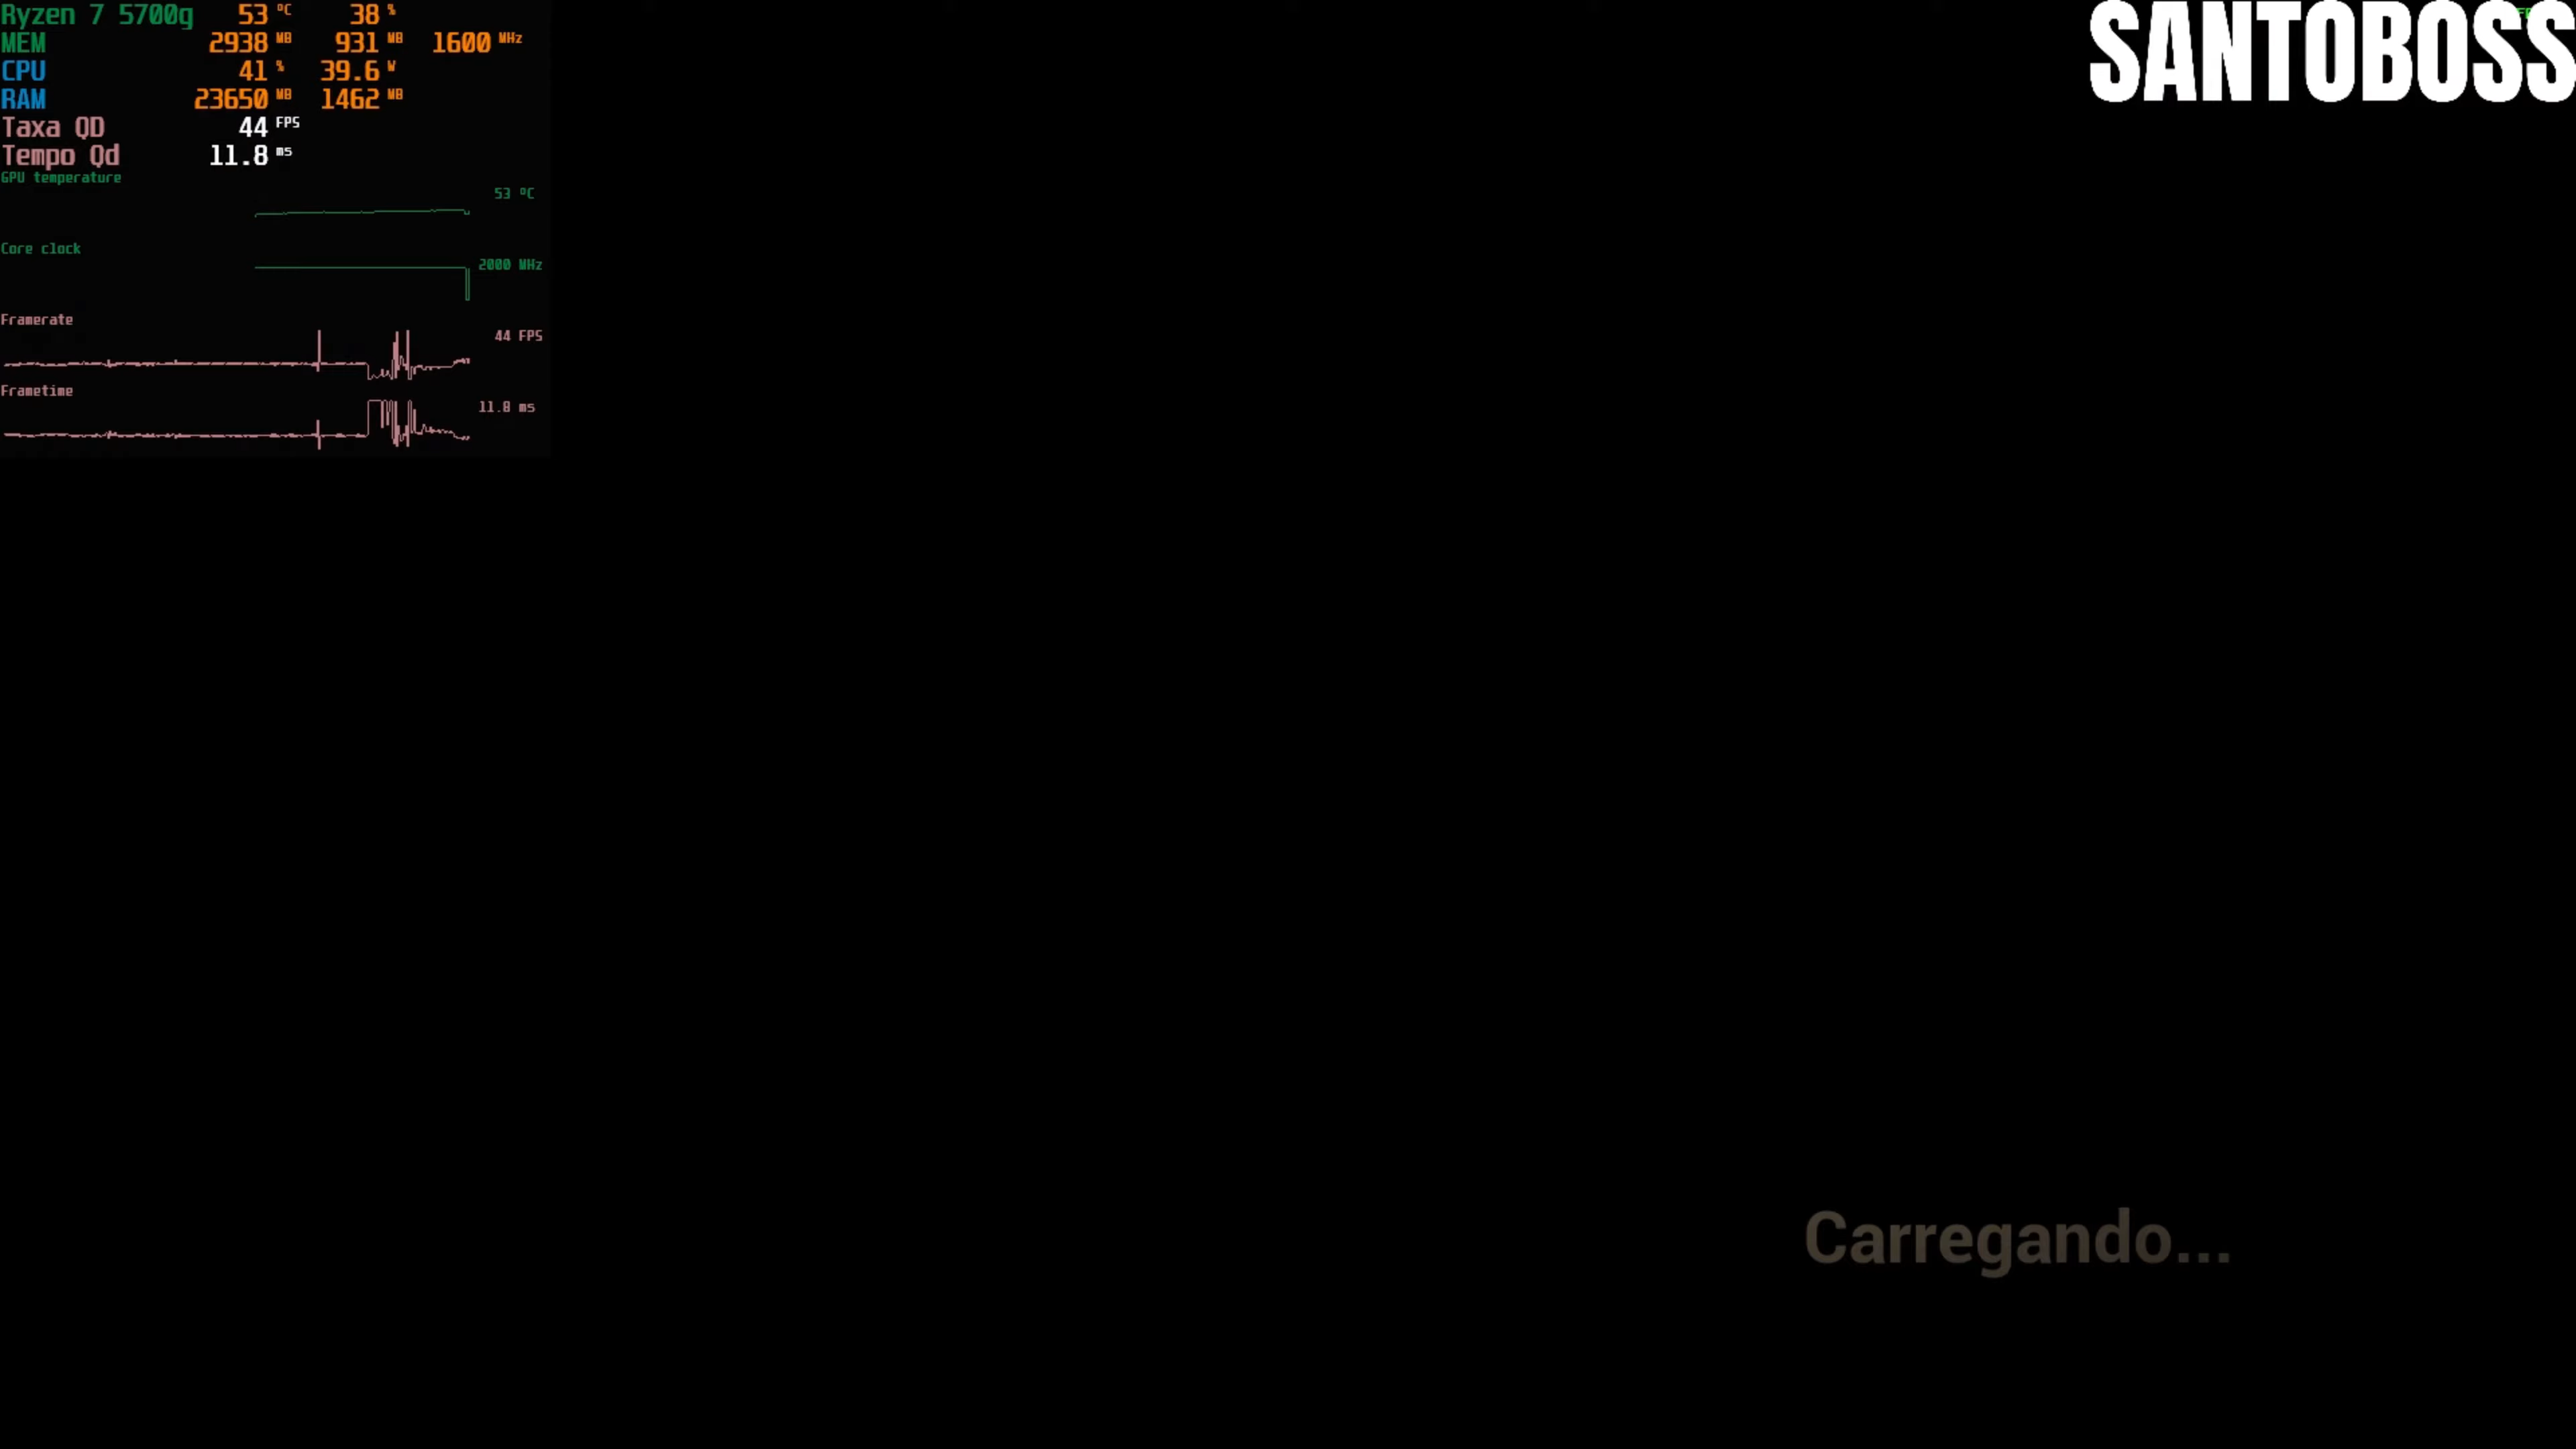 Ryzen 7 5700g 53 °C 38 %
MEM 2938 MB 931 MB 1600 MHz
CPU 41 % 39.6 W
RAM 23650 MB 1462 MB
Taxa QD 44 FPS
Tempo Qd 11.8 ms
GPU temperature
53 °C
Core clock
2000 MHz
Framerate
44 FPS
Frametime
11.8 ms
SANTOBOSS
Carregando...